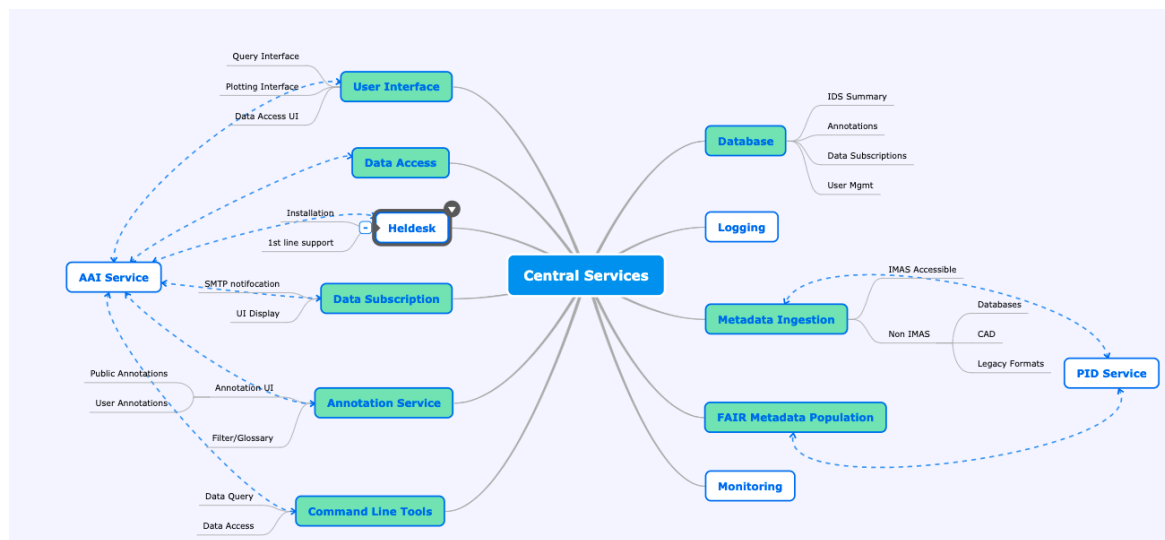 Query Interface
Plotting Interface
Data Access UI
User Interface
Data Access
Installation
1st line support
-
Heldesk
AAI Service
SMTP notifocation
UI Display
Data Subscription
Public Annotations
User Annotations
Annotation UI
Filter/Glossary
Annotation Service
Data Query
Data Access
Command Line Tools
Central Services
Database
IDS Summary
Annotations
Data Subscriptions
User Mgmt
Logging
Metadata Ingestion
IMAS Accessible
Non IMAS
Databases
CAD
Legacy Formats
PID Service
FAIR Metadata Population
Monitoring